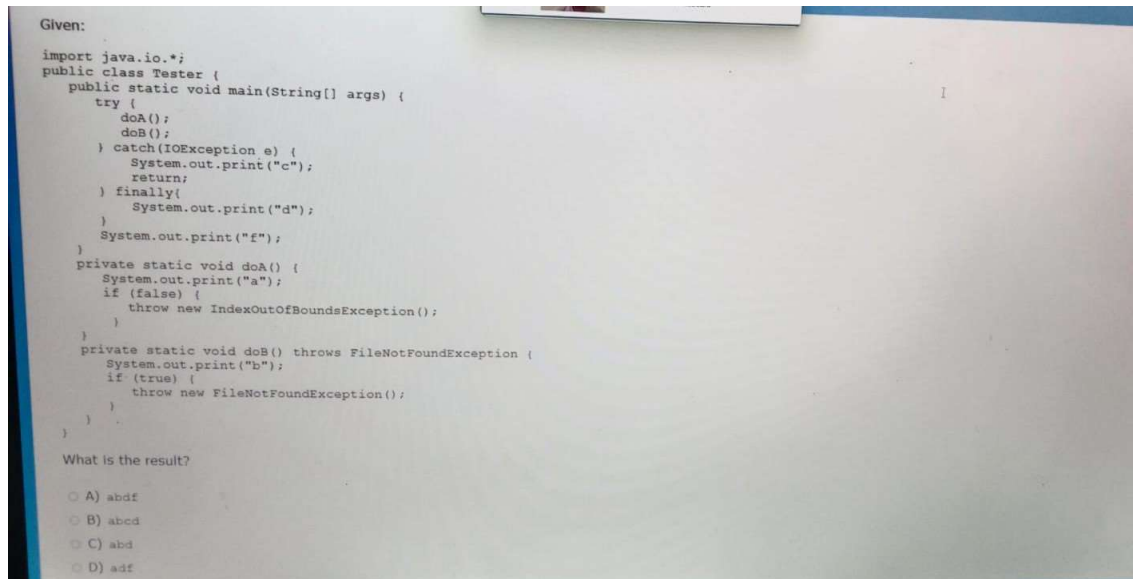 Given:
import java.io.*;
public class Tester {
public static void main(String[] args) {
try {
doA();
doB();
} catch(IOException e) {
System.out.print("c");
return;
} finally{
System.out.print("d");
}
System.out.print("f");
}
private static void doA() {
System.out.print("a");
if (false) {
throw new IndexOutOfBoundsException();
}
}
private static void doB() throws FileNotFoundException {
System.out.print("b");
if (true) {
throw new FileNotFoundException();
}
}
}
What is the result?
A) abdf
B) abcd
C) abd
D) adf